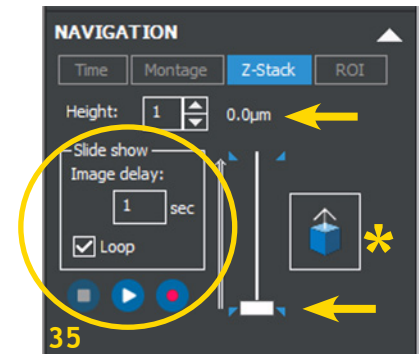 NAVIGATION
Time Montage Z-Stack ROI
Height: 1 0.0µm
Slide show
Image delay:
1 sec
Loop
35